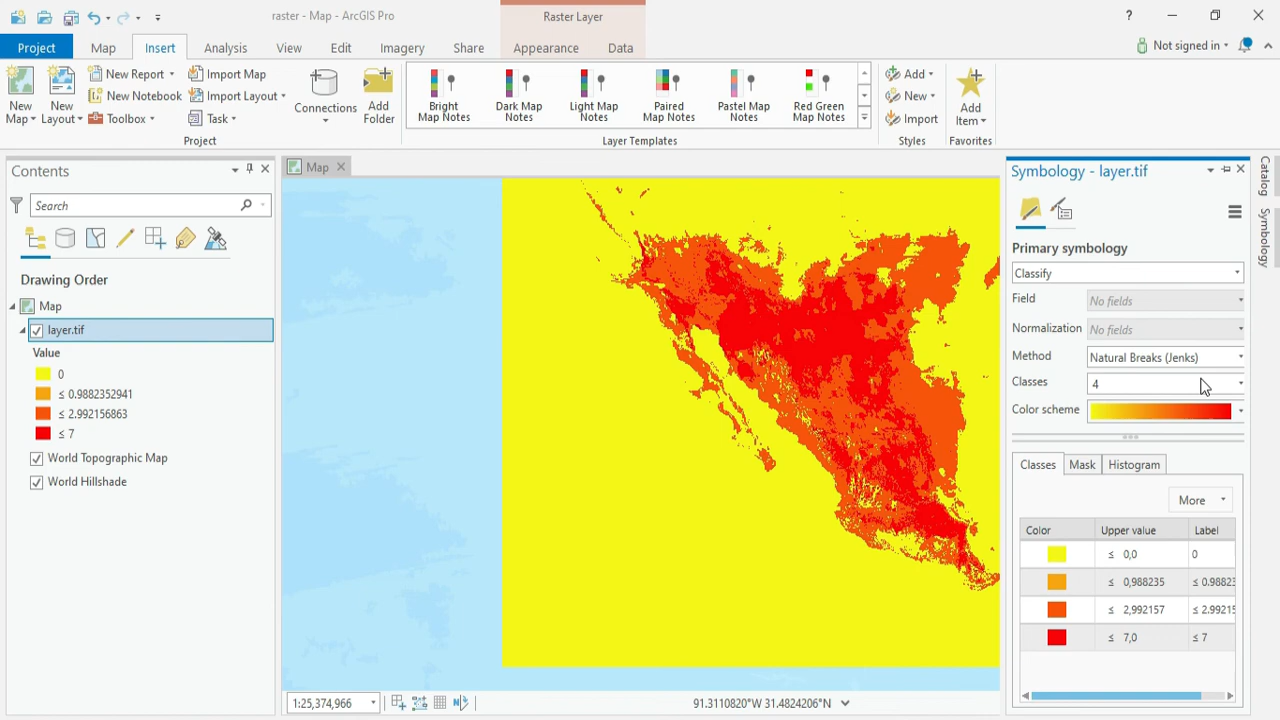 raster - Map - ArcGIS Pro
Raster Layer
?
Project
Map
Insert
Analysis
View
Edit
Imagery
Share
Appearance
Data
Not signed in
New Map
New Layout
New Report
New Notebook
Toolbox
Import Map
Import Layout
Task
Project
Connections
Add Folder
Bright Map Notes
Dark Map Notes
Light Map Notes
Paired Map Notes
Pastel Map Notes
Red Green Map Notes
Layer Templates
Add
New
Import
Styles
Add Item
Favorites
Contents
Search
Drawing Order
Map
layer.tif
Value
0
≤ 0.9882352941
≤ 2.992156863
≤ 7
World Topographic Map
World Hillshade
Map
1:25,374,966
91.3110820°W 31.4824206°N
Symbology - layer.tif
Primary symbology
Classify
Field No fields
Normalization No fields
Method Natural Breaks (Jenks)
Classes 4
Color scheme
Classes Mask Histogram
More
Color Upper value Label
≤ 0,0 0
≤ 0,988235 ≤ 0.9882
≤ 2,992157 ≤ 2.99215
≤ 7,0 ≤ 7
Catalog
Symbology